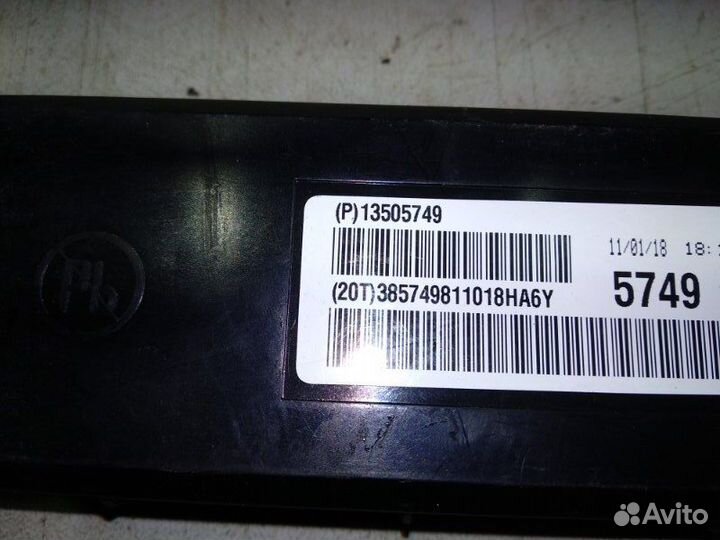 (P)13505749
11/01/18 18:
(20T)385749811018HA6Y
5749
Pb
Avito